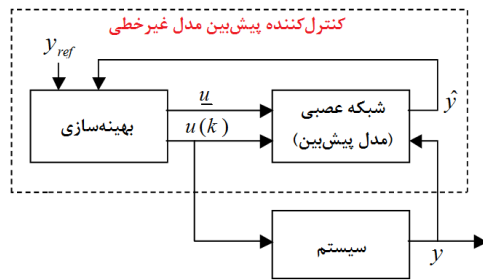 کنترل‌کننده پیش‌بین مدل غیرخطی
y_ref
بهینه‌سازی
u
u(k)
شبکه عصبی
(مدل پیش‌بین)
ŷ
سیستم
y